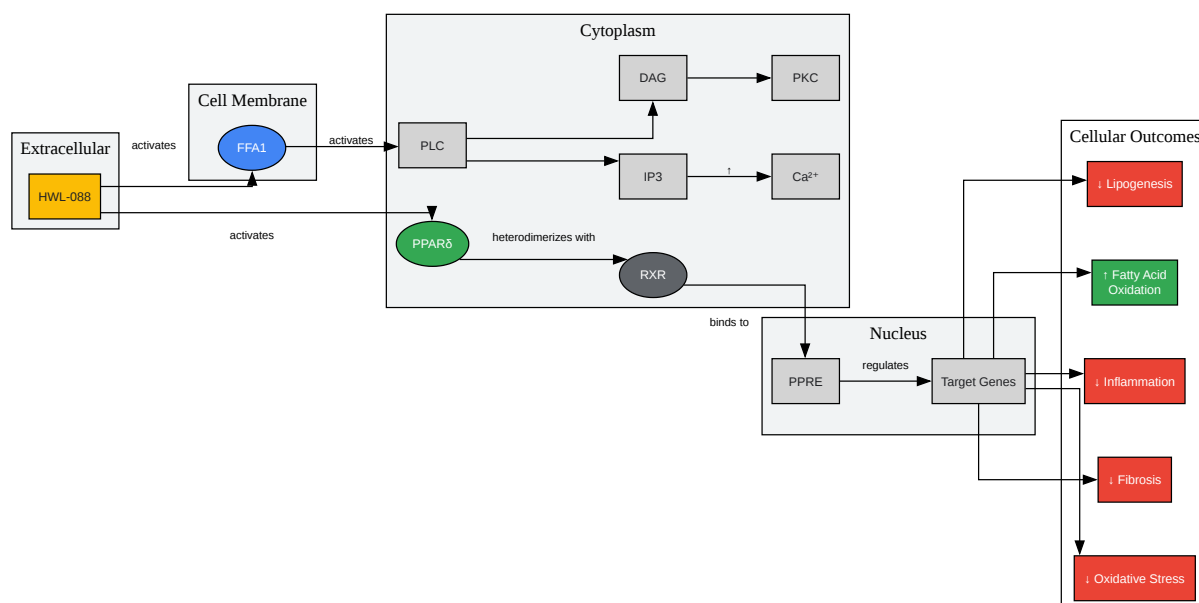 Cytoplasm
DAG
PKC
Cell Membrane
FFA1
activates
Extracellular
HWL-088
activates
PLC
IP3
↑
Ca²⁺
activates
PPARδ
heterodimerizes with
RXR
binds to
Nucleus
PPRE
regulates
Target Genes
Cellular Outcomes
↓ Lipogenesis
↑ Fatty Acid
Oxidation
↓ Inflammation
↓ Fibrosis
↓ Oxidative Stress